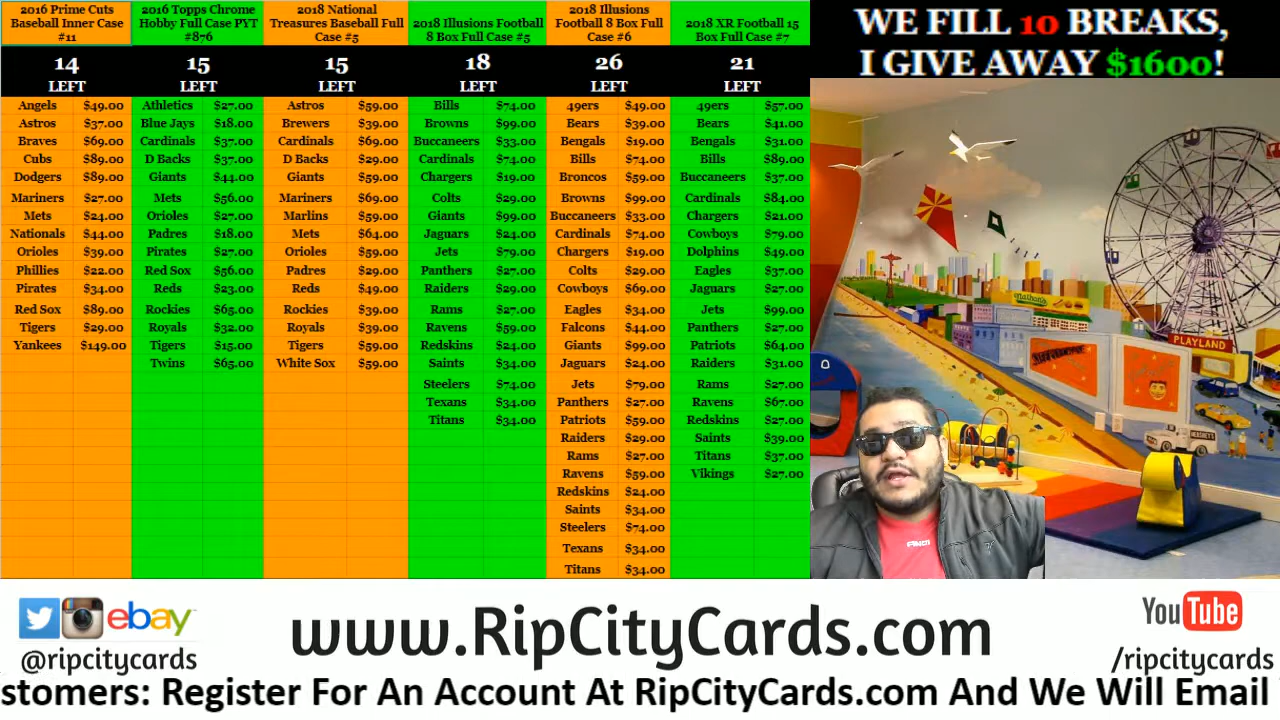 2016 Prime Cuts
Baseball Inner Case
#11
14
LEFT
Angels $49.00
Astros $37.00
Braves $69.00
Cubs $89.00
Dodgers $89.00
Mariners $27.00
Mets $24.00
Nationals $44.00
Orioles $39.00
Phillies $22.00
Pirates $34.00
Red Sox $89.00
Tigers $29.00
Yankees $149.00
2016 Topps Chrome
Hobby Full Case PYT
#876
15
LEFT
Athletics $27.00
Blue Jays $18.00
Cardinals $37.00
D Backs $37.00
Giants $44.00
Mets $56.00
Orioles $27.00
Padres $18.00
Pirates $27.00
Red Sox $56.00
Reds $23.00
Rockies $65.00
Royals $32.00
Tigers $15.00
Twins $65.00
2018 National
Treasures Baseball Full
Case #5
15
LEFT
Astros $59.00
Brewers $39.00
Cardinals $69.00
D Backs $29.00
Giants $59.00
Mariners $69.00
Marlins $59.00
Mets $64.00
Orioles $59.00
Padres $29.00
Reds $49.00
Rockies $39.00
Royals $39.00
Tigers $59.00
White Sox $59.00
2018 Illusions Football
8 Box Full Case #5
18
LEFT
Bills $74.00
Browns $99.00
Buccaneers $33.00
Cardinals $74.00
Chargers $19.00
Colts $29.00
Giants $99.00
Jaguars $24.00
Jets $79.00
Panthers $27.00
Raiders $29.00
Rams $27.00
Ravens $59.00
Redskins $24.00
Saints $34.00
Steelers $74.00
Texans $34.00
Titans $34.00
2018 Illusions
Football 8 Box Full
Case #6
26
LEFT
49ers $49.00
Bears $39.00
Bengals $19.00
Bills $74.00
Broncos $59.00
Browns $99.00
Buccaneers $33.00
Cardinals $74.00
Chargers $19.00
Colts $29.00
Cowboys $69.00
Eagles $34.00
Falcons $44.00
Giants $99.00
Jaguars $24.00
Jets $79.00
Panthers $27.00
Patriots $59.00
Raiders $29.00
Rams $27.00
Ravens $59.00
Redskins $24.00
Saints $34.00
Steelers $74.00
Texans $34.00
Titans $34.00
2018 XR Football 15
Box Full Case #7
21
LEFT
49ers $57.00
Bears $41.00
Bengals $31.00
Bills $89.00
Buccaneers $37.00
Cardinals $84.00
Chargers $21.00
Cowboys $79.00
Dolphins $49.00
Eagles $37.00
Jaguars $27.00
Jets $99.00
Panthers $27.00
Patriots $64.00
Raiders $31.00
Rams $27.00
Ravens $67.00
Redskins $27.00
Saints $39.00
Titans $37.00
Vikings $27.00
WE FILL 10 BREAKS,
I GIVE AWAY $1600!
Nathan's
PLAYLAND
ebay
@ripcitycards
www.RipCityCards.com
YouTube
/ripcitycards
stomers: Register For An Account At RipCityCards.com And We Will Email